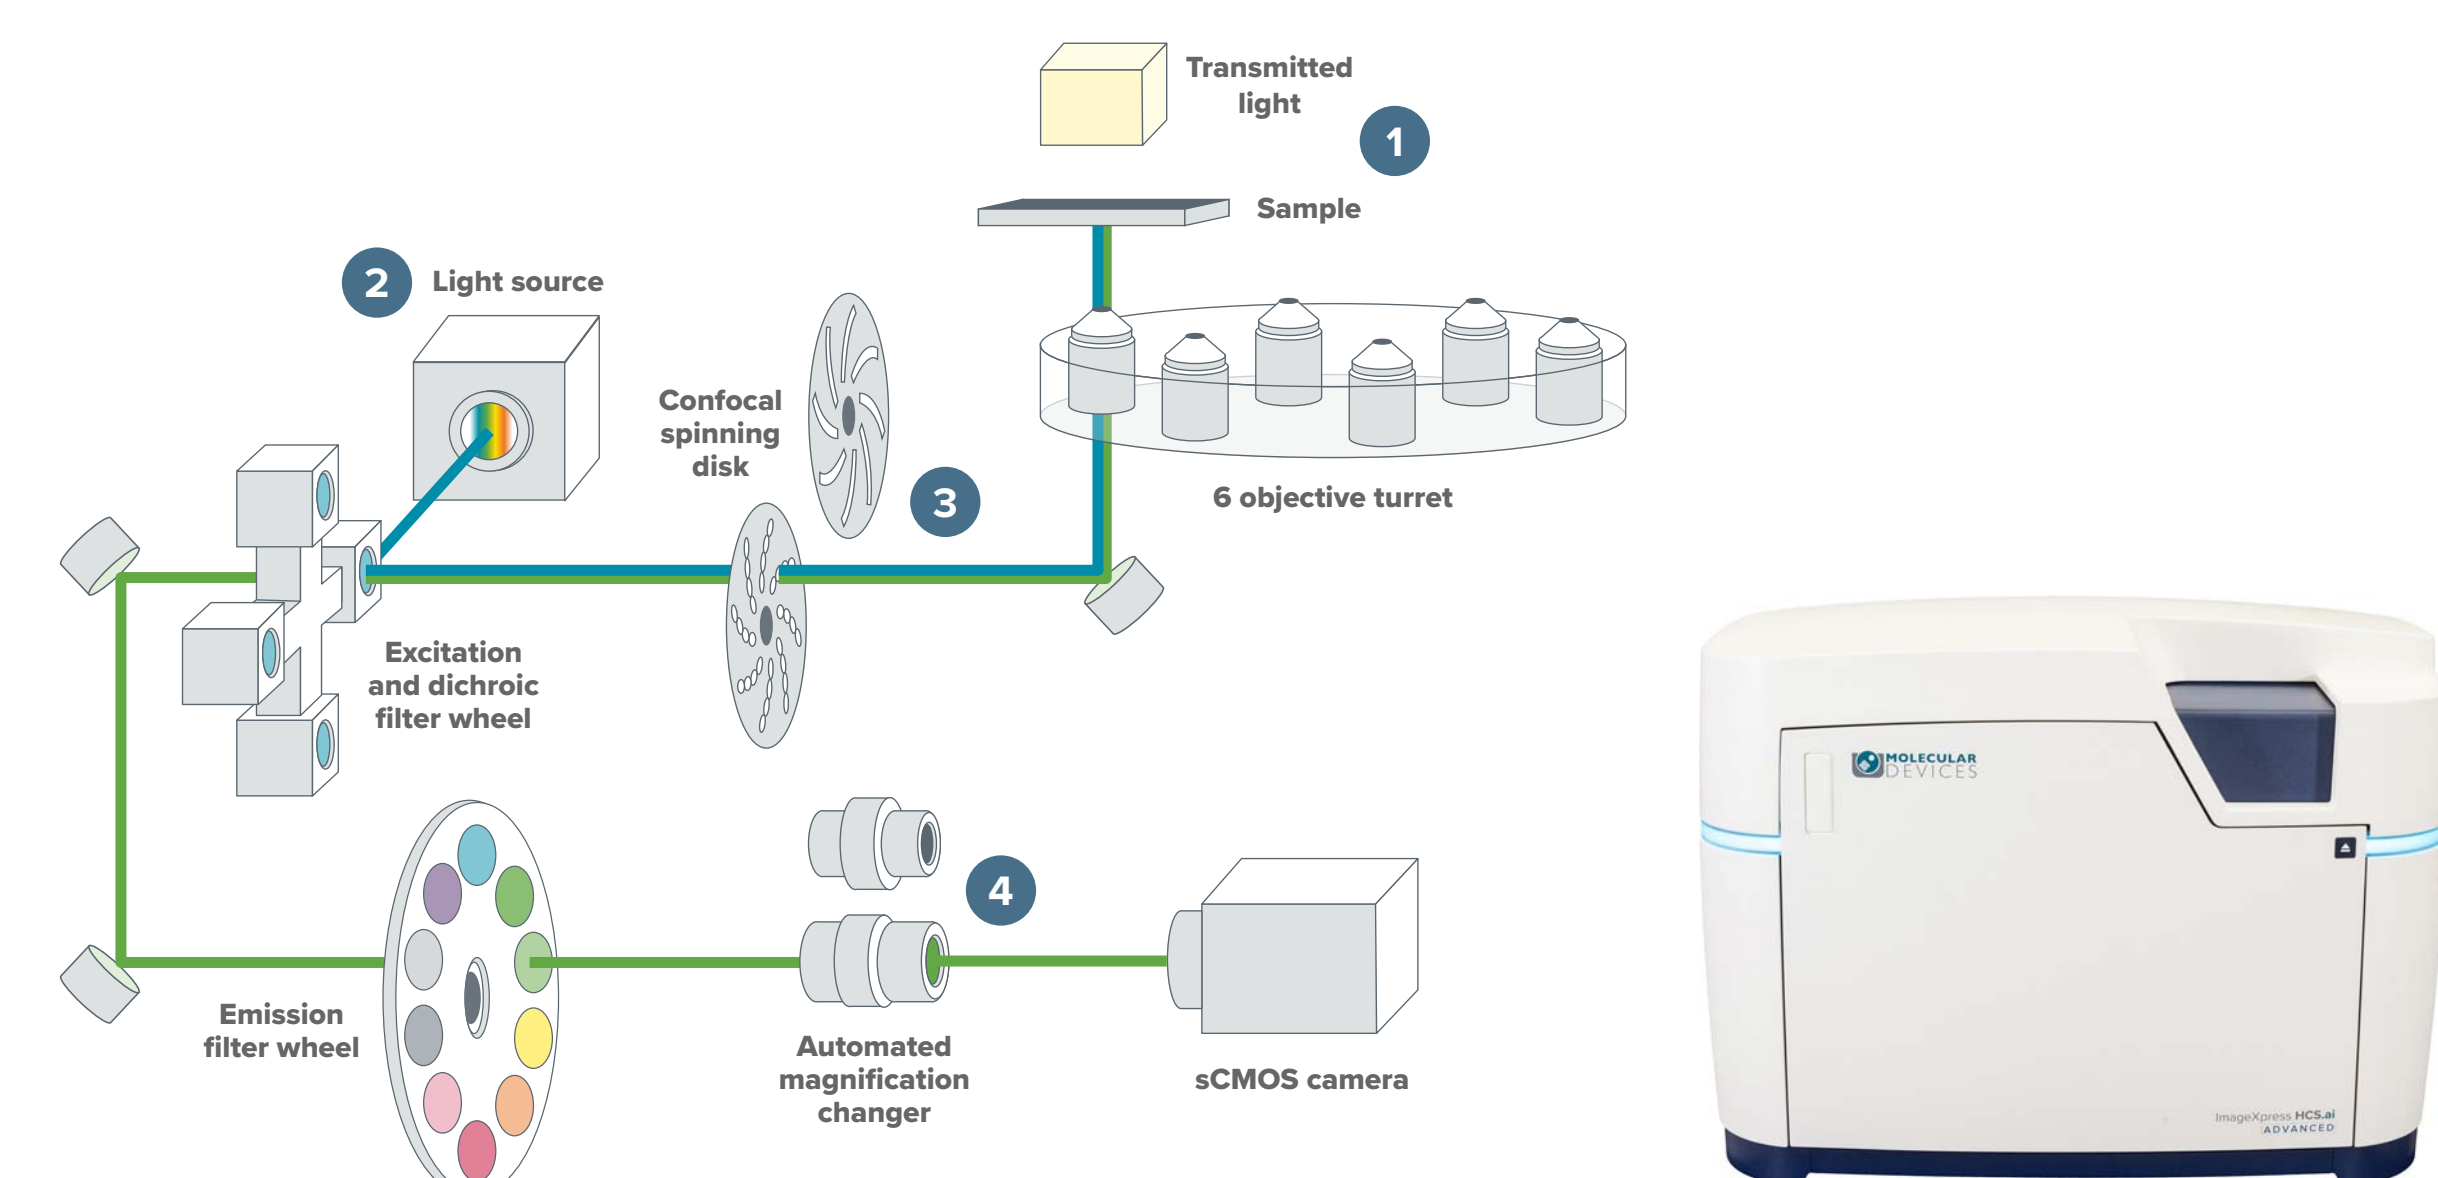 Transmitted
light
1
Sample
2
Light source
Confocal
spinning
disk
3
6 objective turret
Excitation
and dichroic
filter wheel
MOLECULAR
DEVICES
4
Emission
filter wheel
Automated
magnification
changer
sCMOS camera
ImageXpress HCS.ai
ADVANCED